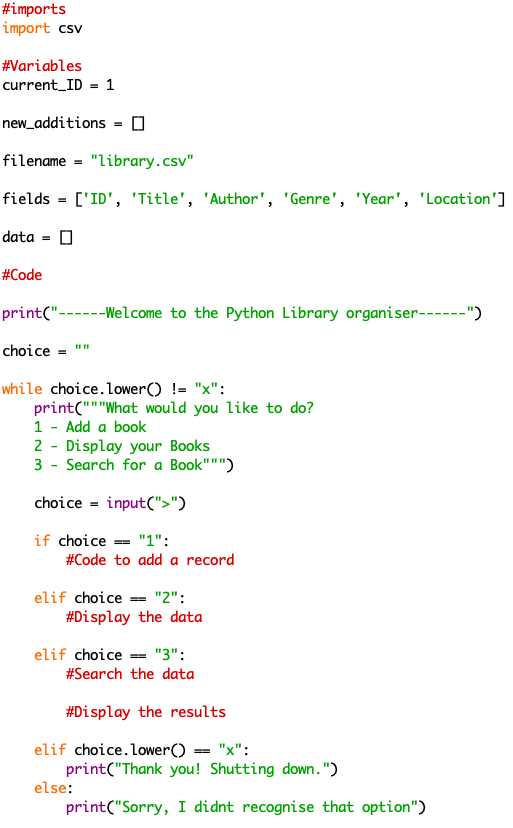 #imports
import csv

#Variables
current_ID = 1

new_additions = []

filename = "library.csv"

fields = ['ID', 'Title', 'Author', 'Genre', 'Year', 'Location']

data = []

#Code

print("------Welcome to the Python Library organiser------")

choice = ""

while choice.lower() != "x":
    print("""What would you like to do?
    1 - Add a book
    2 - Display your Books
    3 - Search for a Book""")

    choice = input(">")

    if choice == "1":
        #Code to add a record

    elif choice == "2":
        #Display the data

    elif choice == "3":
        #Search the data

        #Display the results

    elif choice.lower() == "x":
        print("Thank you! Shutting down.")
    else:
        print("Sorry, I didnt recognise that option")